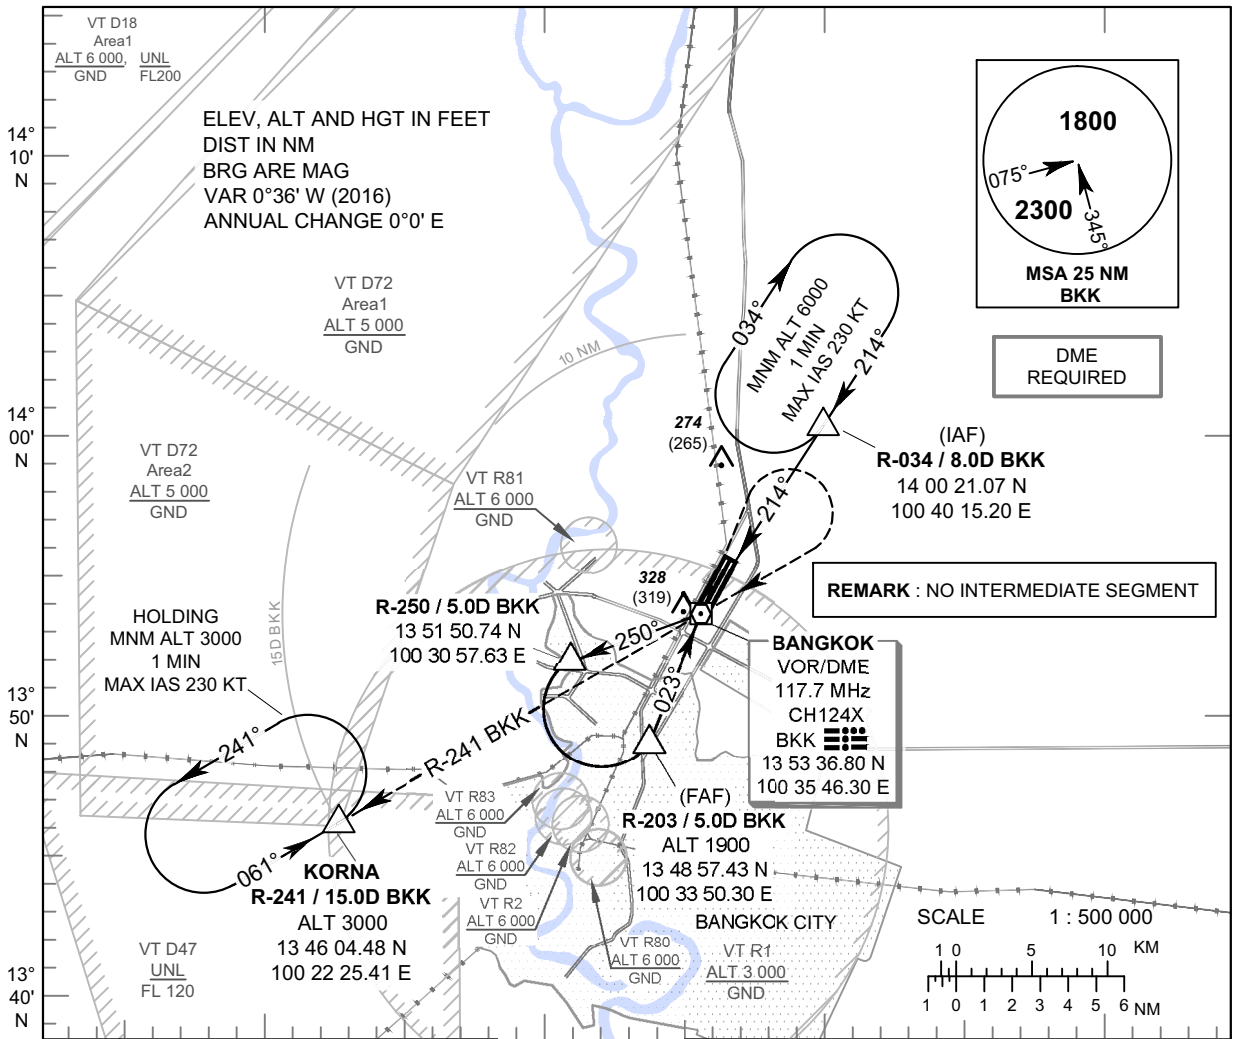 VT D18
Area1
ALT 6 000, UNL
GND FL200
ELEV, ALT AND HGT IN FEET
DIST IN NM
BRG ARE MAG
VAR 0°36' W (2016)
ANNUAL CHANGE 0°0' E
14°
10'
N
1800
075°
2300
345°
MSA 25 NM
BKK
DME
REQUIRED
VT D72
Area1
ALT 5 000
GND
10 NM
034°
MNM ALT 6000
1 MIN
MAX IAS 230 KT
214°
14°
00'
N
274
(265)
(IAF)
R-034 / 8.0D BKK
14 00 21.07 N
100 40 15.20 E
VT D72
Area2
ALT 5 000
GND
VT R81
ALT 6 000
GND
214°
REMARK : NO INTERMEDIATE SEGMENT
328
(319)
R-250 / 5.0D BKK
13 51 50.74 N
100 30 57.63 E
250°
HOLDING
MNM ALT 3000
1 MIN
MAX IAS 230 KT
15 D BKK
BANGKOK
VOR/DME
117.7 MHz
CH124X
BKK
13 53 36.80 N
100 35 46.30 E
13°
50'
N
023°
241°
R-241 BKK
061°
VT R83
ALT 6 000
GND
(FAF)
R-203 / 5.0D BKK
ALT 1900
13 48 57.43 N
100 33 50.30 E
VT R82
ALT 6 000
GND
KORNA
R-241 / 15.0D BKK
ALT 3000
13 46 04.48 N
100 22 25.41 E
VT R2
ALT 6 000
GND
BANGKOK CITY
VT R80
ALT 6 000
GND
VT R1
ALT 3 000
GND
VT D47
UNL
FL 120
13°
40'
N
SCALE 1 : 500 000
1 0 5 10 KM
1 0 1 2 3 4 5 6 NM